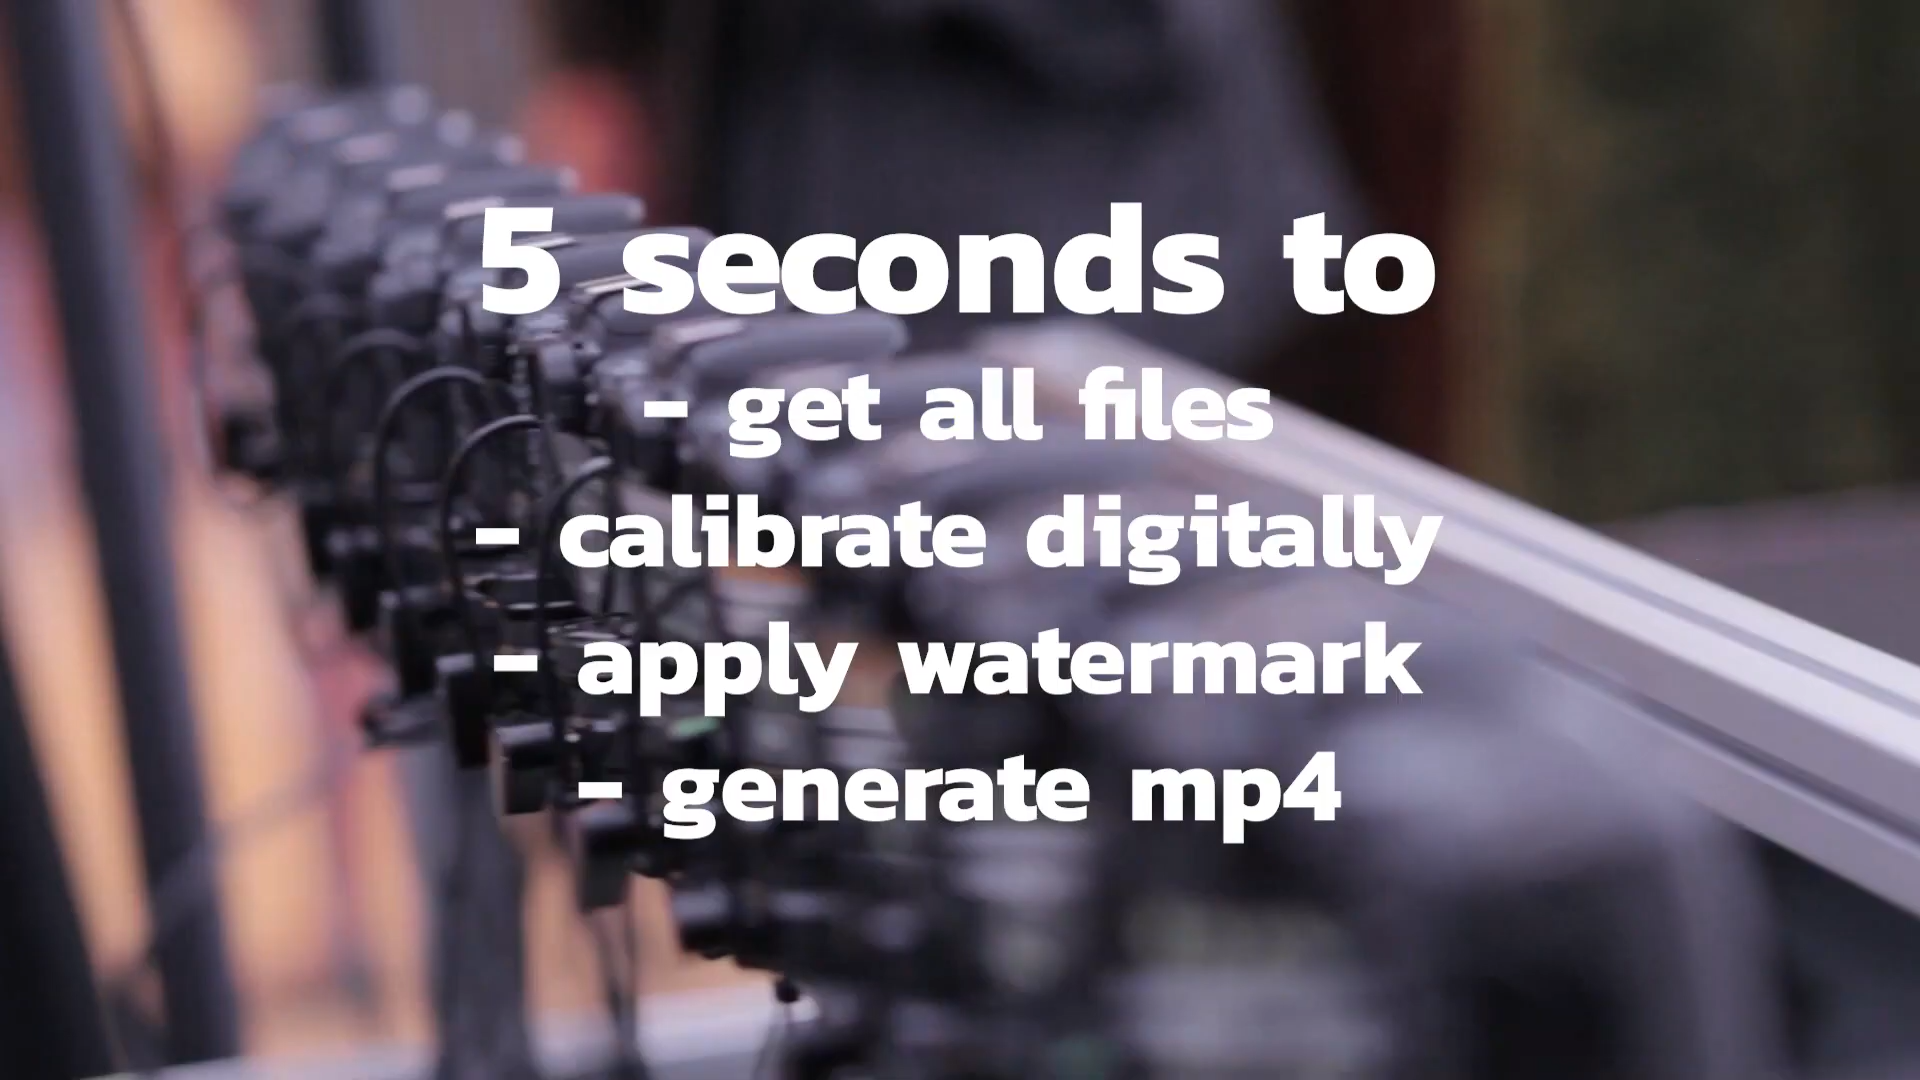 5 seconds to
- get all files
- calibrate digitally
- apply watermark
- generate mp4